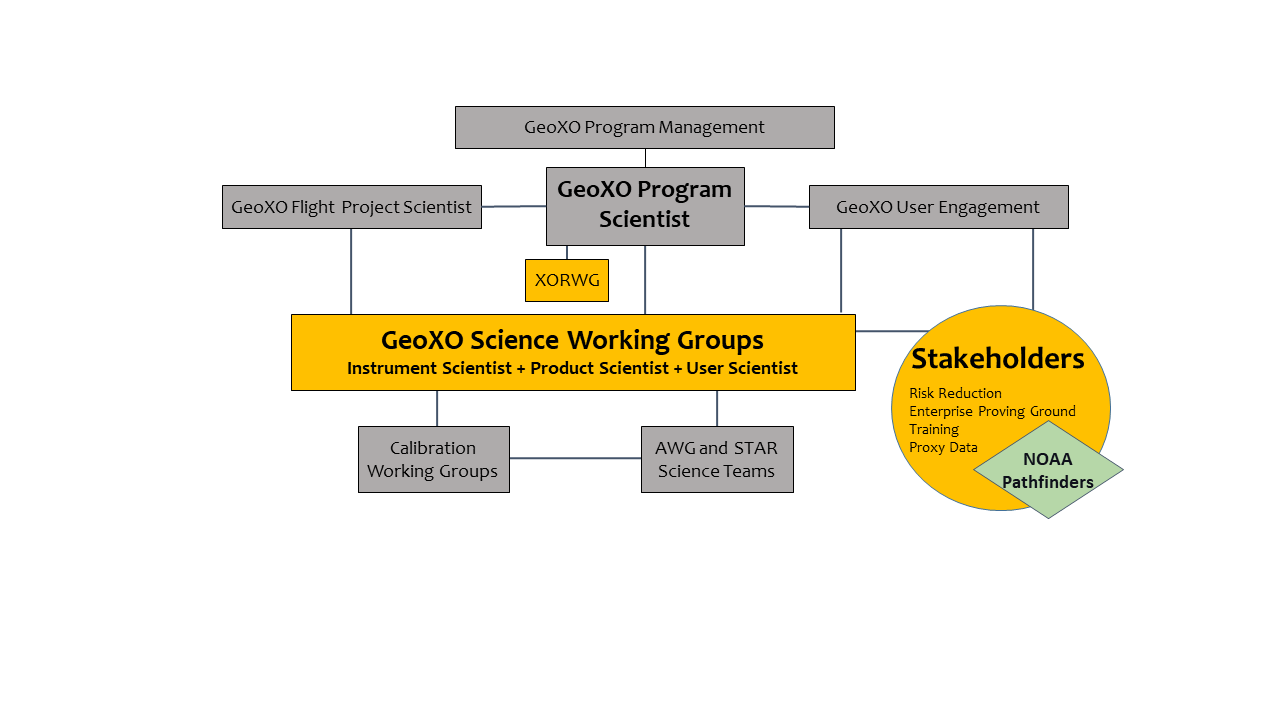 GeoXO Program Management
GeoXO Program
Scientist
GeoXO Flight Project Scientist
GeoXO User Engagement
XORWG
GeoXO Science Working Groups
Instrument Scientist + Product Scientist + User Scientist
Stakeholders
Risk Reduction
Enterprise Proving Ground
Training
Proxy Data
NOAA
Pathfinders
Calibration
Working Groups
AWG and STAR
Science Teams